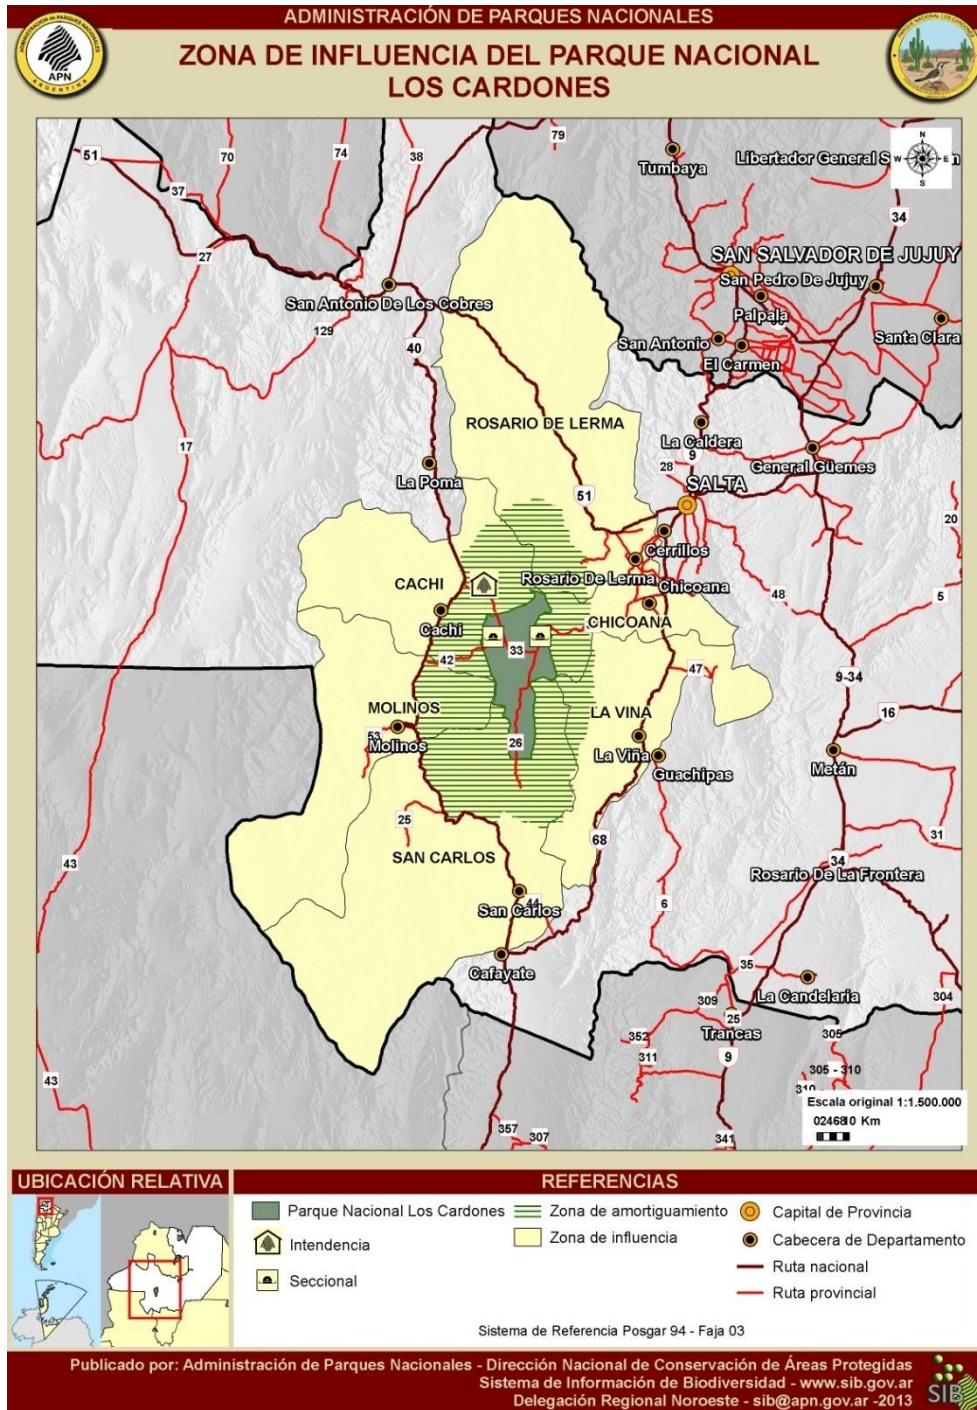 ADMINISTRACIÓN DE PARQUES NACIONALES
ZONA DE INFLUENCIA DEL PARQUE NACIONAL
LOS CARDONES
APN
ARGENTINA
N
W
E
S
79
51
70
74
38
Tumbaya
Libertador General S
37
34
27
SAN SALVADOR DE JUJUY
San Pedro De Jujuy
San Antonio De Los Cobres
Palpala
129
San Antonio
Santa Clara
40
El Carmen
17
ROSARIO DE LERMA
La Caldera
9
28
General Güemes
La Poma
SALTA
51
20
Cerrillos
Rosario De Lerma
Chicoana
CACHI
48
5
Cachi
CHICOANA
33
42
47
9-34
MOLINOS
LA VIÑA
16
53
Molinos
26
La Viña
Guachipas
Metán
25
68
31
SAN CARLOS
34
43
Rosario De La Frontera
San Carlos
44
6
Cafayate
35
La Candelaria
304
309
25
Trancas
352
305
311
9
305 - 310
43
310
Escala original 1:1.500.000
0246810 Km
357
307
341
UBICACIÓN RELATIVA
REFERENCIAS
Parque Nacional Los Cardones
Zona de amortiguamiento
Capital de Provincia
Intendencia
Zona de influencia
Cabecera de Departamento
Seccional
Ruta nacional
Ruta provincial
Sistema de Referencia Posgar 94 - Faja 03
Publicado por: Administración de Parques Nacionales - Dirección Nacional de Conservación de Áreas Protegidas
Sistema de Información de Biodiversidad - www.sib.gov.ar
Delegación Regional Noroeste - sib@apn.gov.ar -2013
SIB